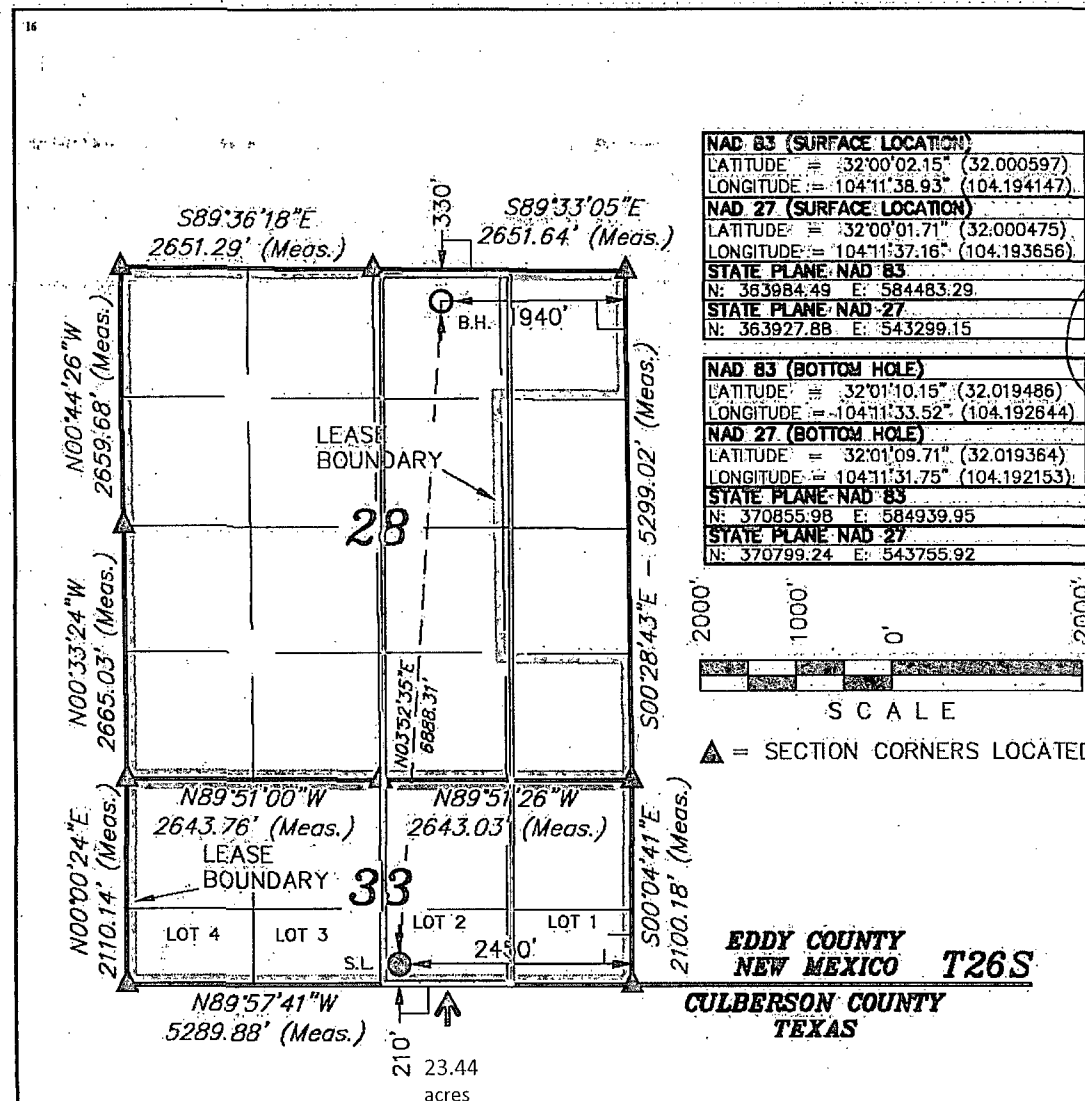 16
330'
S89°36'18"E
2651.29' (Meas.)
S89°33'05"E
2651.64' (Meas.)
B.H.
1940'
N00°44'26"W
2659.68' (Meas.)
LEASE
BOUNDARY
28
S00°28'43"E — 5299.02' (Meas.)
N00°33'24"W
2665.03' (Meas.)
N03°52'35"E
6888.31'
N89°51'00"W
2643.76' (Meas.)
N89°51'26"W
2643.03' (Meas.)
LEASE
BOUNDARY
33
N00°00'24"E
2110.14' (Meas.)
S00°04'41"E
2100.18' (Meas.)
LOT 4
LOT 3
LOT 2
LOT 1
S.L.
2450'
N89°57'41"W
5289.88' (Meas.)
210'
23.44
acres
NAD 83 (SURFACE LOCATION)
LATITUDE = 32°00'02.15" (32.000597)
LONGITUDE = 104°11'38.93" (104.194147)
NAD 27 (SURFACE LOCATION)
LATITUDE = 32°00'01.71" (32.000475)
LONGITUDE = 104°11'37.16" (104.193656)
STATE PLANE NAD 83
N: 363984.49 E: 584483.29
STATE PLANE NAD 27
N: 363927.88 E: 543299.15
NAD 83 (BOTTOM HOLE)
LATITUDE = 32°01'10.15" (32.019486)
LONGITUDE = 104°11'33.52" (104.192644)
NAD 27 (BOTTOM HOLE)
LATITUDE = 32°01'09.71" (32.019364)
LONGITUDE = 104°11'31.75" (104.192153)
STATE PLANE NAD 83
N: 370855.98 E: 584939.95
STATE PLANE NAD 27
N: 370799.24 E: 543755.92
2000' 1000' 0' 2000'
SCALE
▲ = SECTION CORNERS LOCATED
EDDY COUNTY
NEW MEXICO
T26S
CULBERSON COUNTY
TEXAS